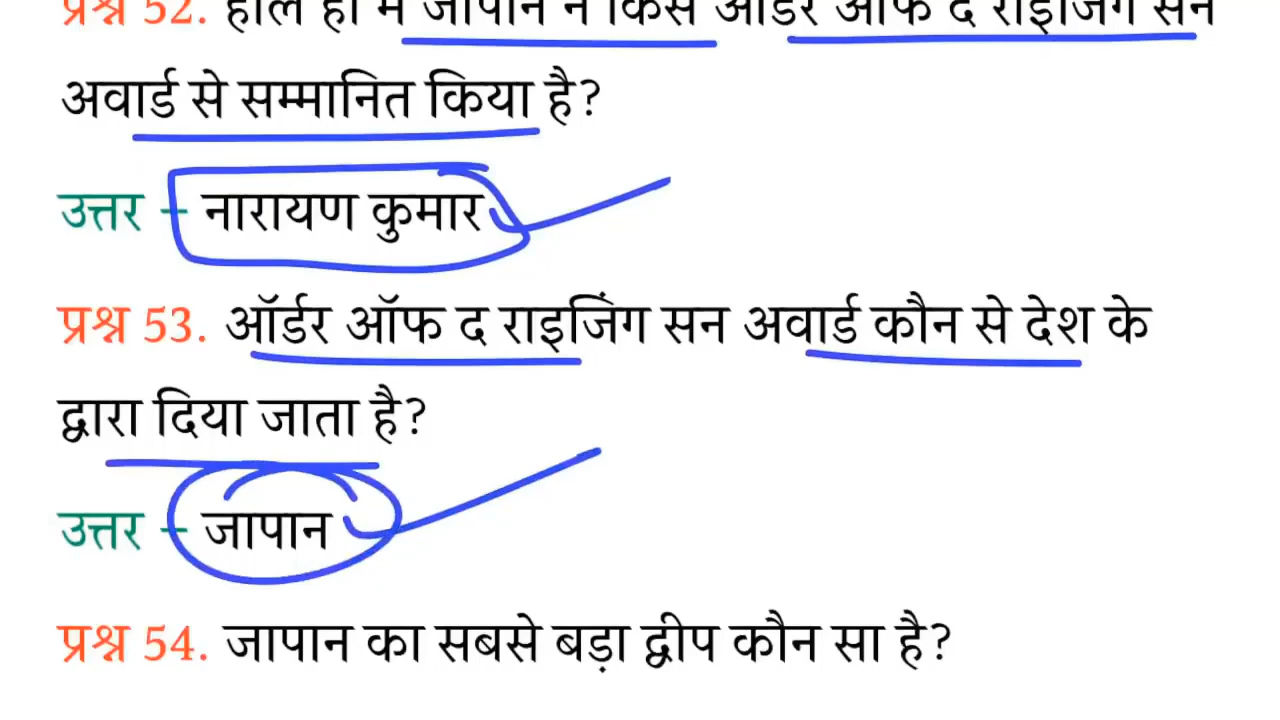 प्रश्न 52. हाल ही में जापान ने किसे ऑर्डर ऑफ द राइजिंग सन
अवार्ड से सम्मानित किया है?
उत्तर – नारायण कुमार
प्रश्न 53. ऑर्डर ऑफ द राइजिंग सन अवार्ड कौन से देश के
द्वारा दिया जाता है?
उत्तर – जापान
प्रश्न 54. जापान का सबसे बड़ा द्वीप कौन सा है?